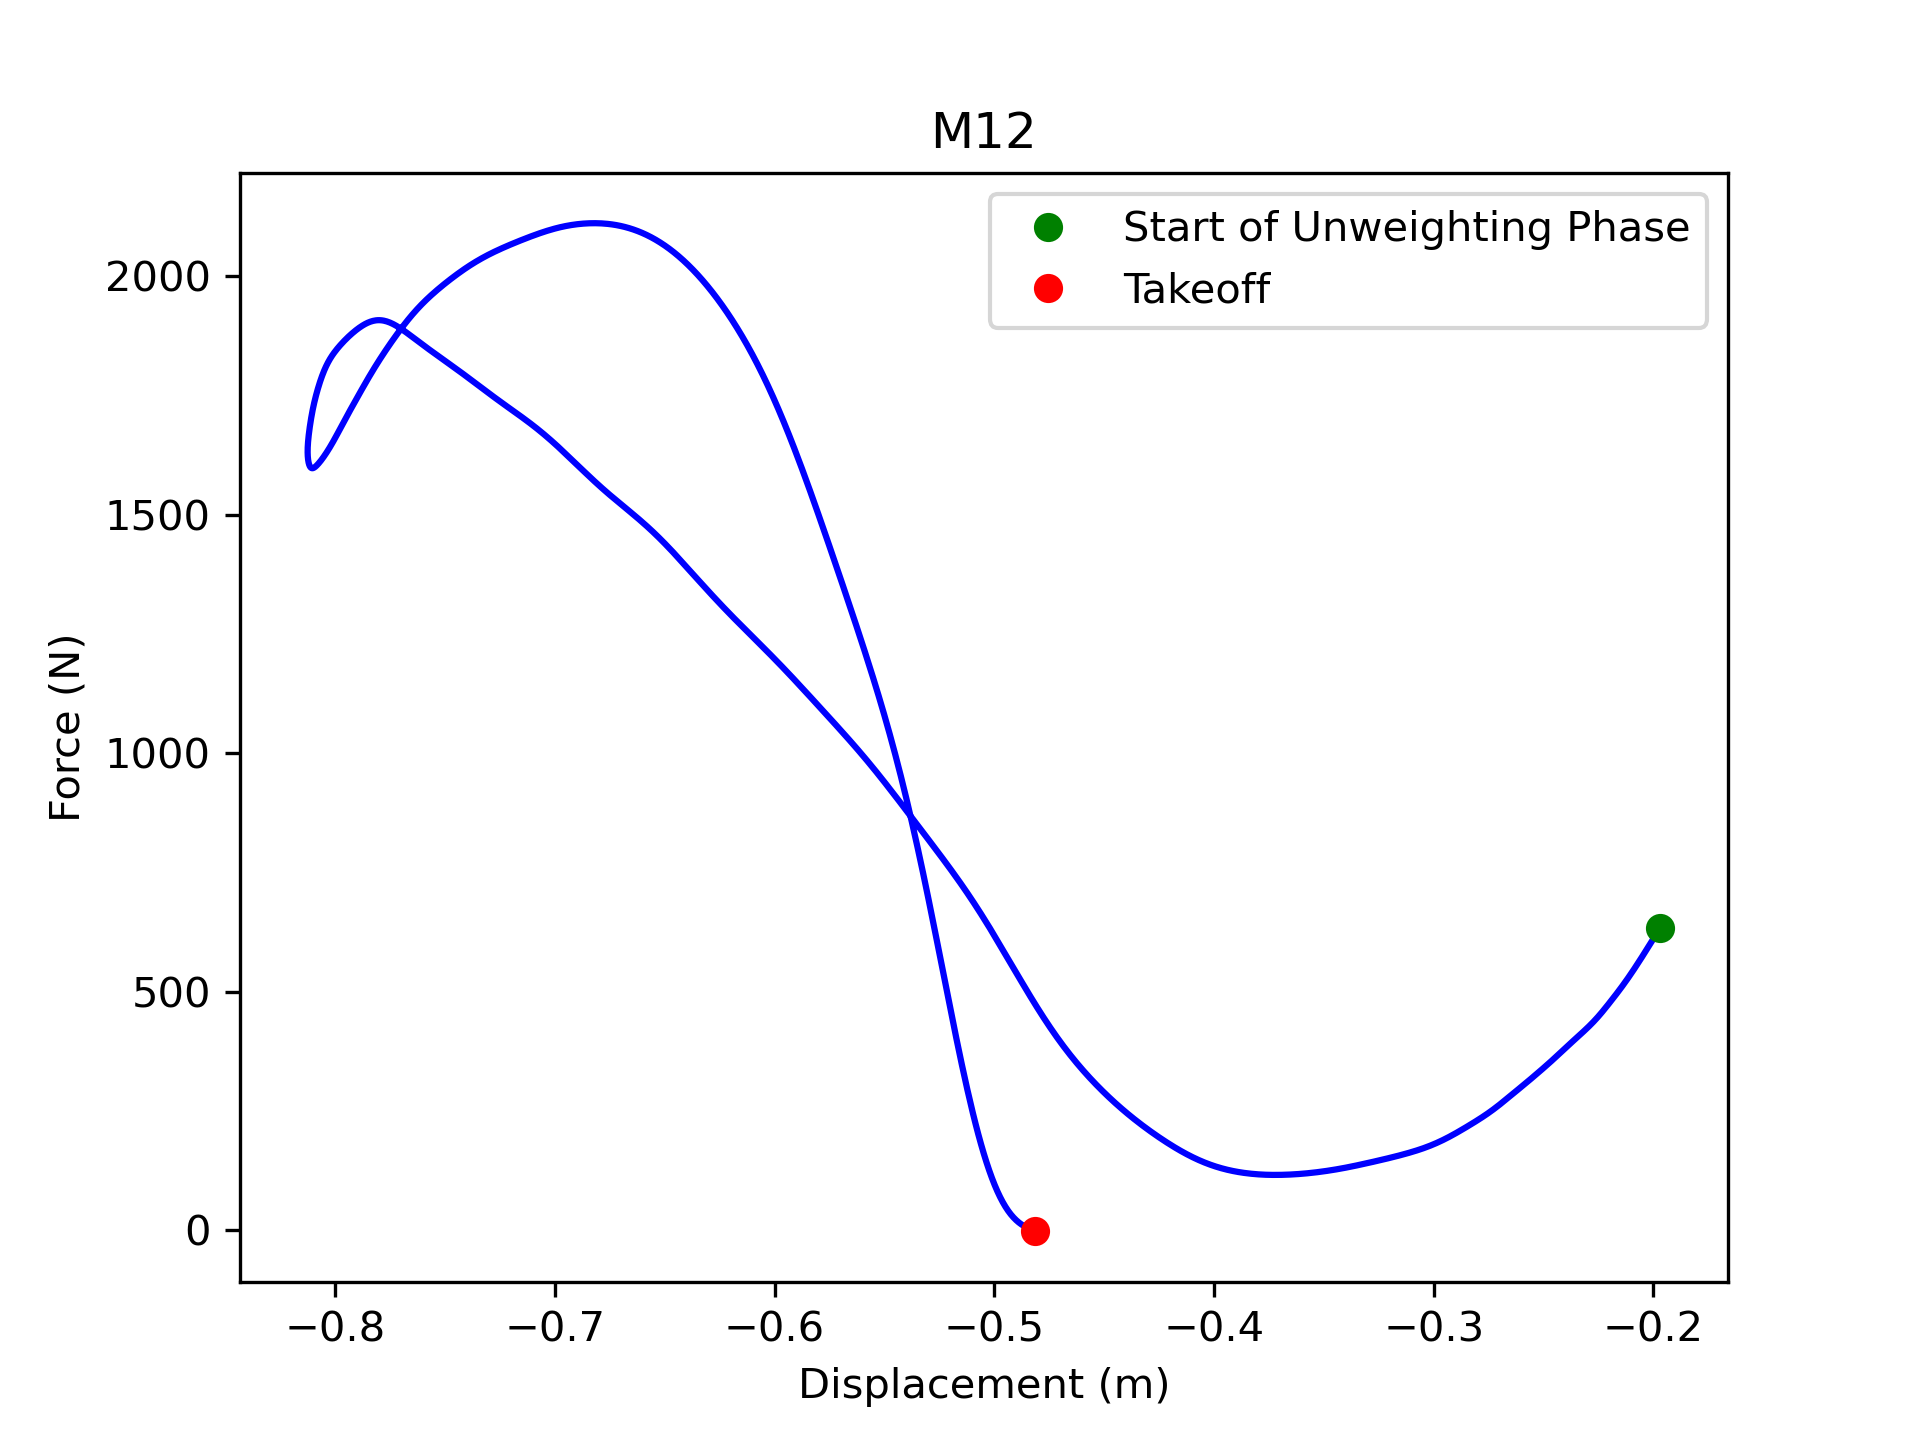 M12
Start of Unweighting Phase
Takeoff
2000
1500
1000
500
0
Force (N)
−0.8 −0.7 −0.6 −0.5 −0.4 −0.3 −0.2
Displacement (m)